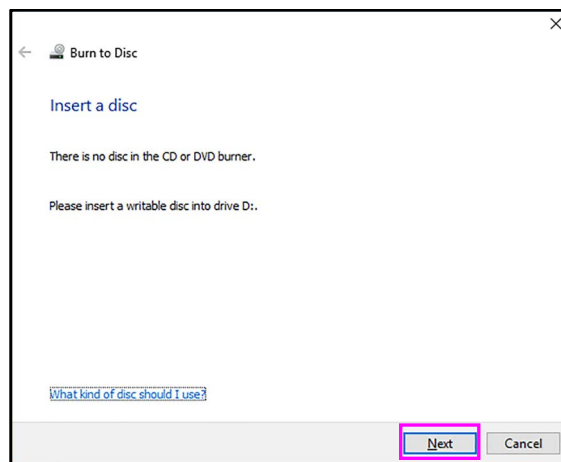 Burn to Disc
Insert a disc
There is no disc in the CD or DVD burner.
Please insert a writable disc into drive D:.
What kind of disc should I use?
Next
Cancel